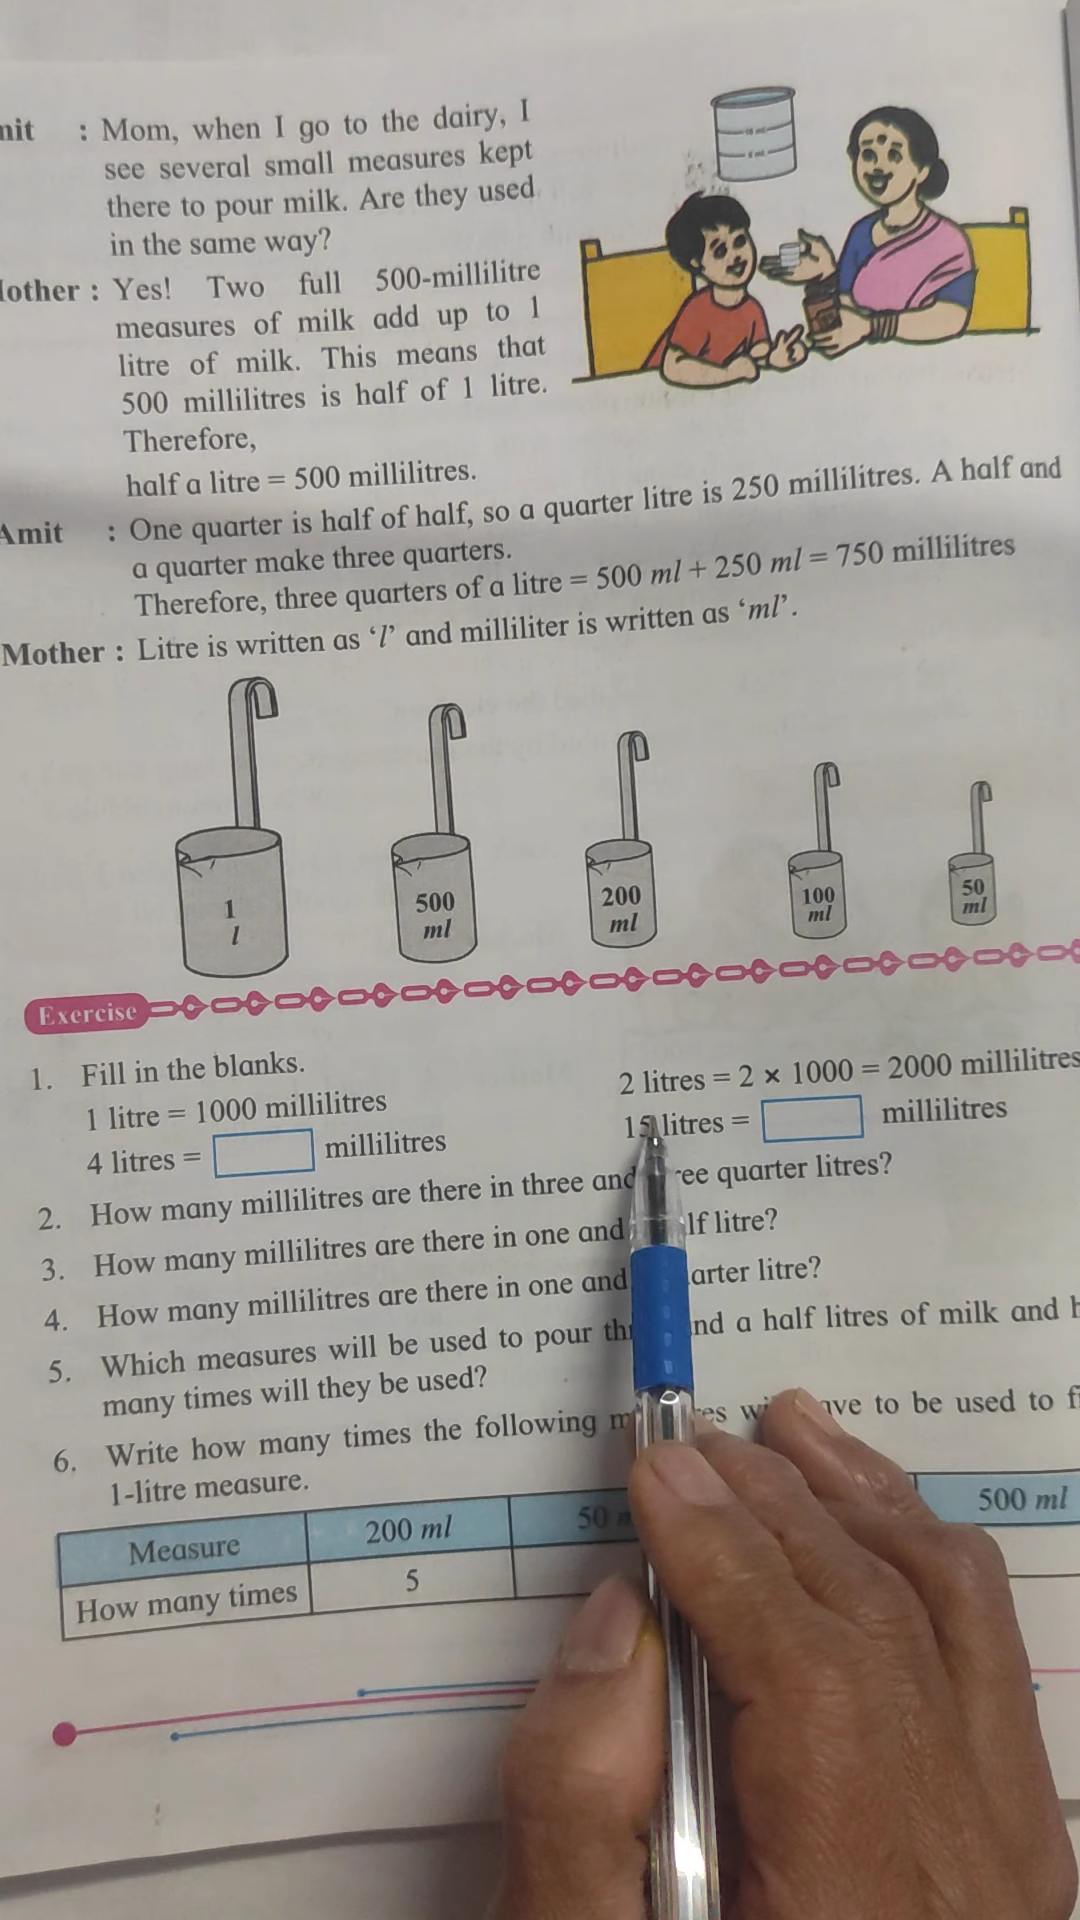 nit : Mom, when I go to the dairy, I
see several small measures kept
there to pour milk. Are they used
in the same way?
Mother : Yes! Two full 500-millilitre
measures of milk add up to 1
litre of milk. This means that
500 millilitres is half of 1 litre.
Therefore,
half a litre = 500 millilitres.
Amit : One quarter is half of half, so a quarter litre is 250 millilitres. A half and
a quarter make three quarters.
Therefore, three quarters of a litre = 500 ml + 250 ml = 750 millilitres
Mother : Litre is written as ‘l’ and milliliter is written as ‘ml’.
1 l
500 ml
200 ml
100 ml
50 ml
Exercise
1. Fill in the blanks.
1 litre = 1000 millilitres 2 litres = 2 × 1000 = 2000 millilitres
4 litres = millilitres 15 litres = millilitres
2. How many millilitres are there in three and quarter litres?
3. How many millilitres are there in one and litre?
4. How many millilitres are there in one and litre?
5. Which measures will be used to pour and a half litres of milk and
many times will they be used?
6. Write how many times the following to be used to
1-litre measure.
Measure 200 ml 50 500 ml
How many times 5